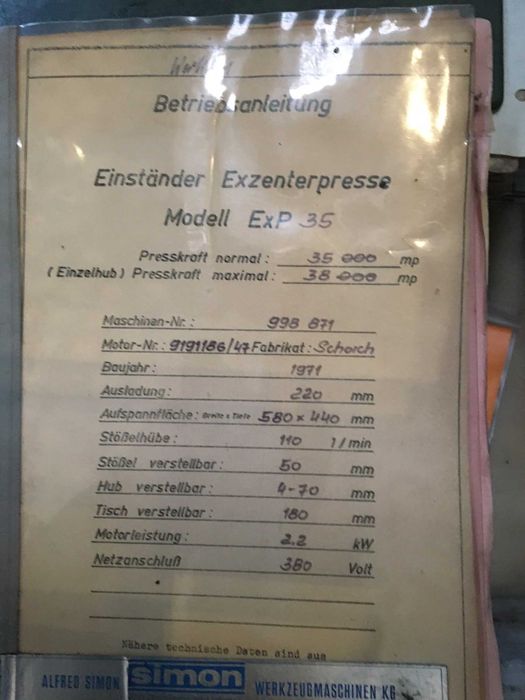 Betriebsanleitung
Einständer Exzenterpresse
Modell ExP 35
Presskraft normal: 35 000 mp
(Einzelhub) Presskraft maximal: 38 000 mp
Maschinen-Nr.: 998 871
Motor-Nr.: 9191186/47 Fabrikat: Schorch
Baujahr: 1971
Ausladung: 220 mm
Aufspannfläche: Breite x Tiefe 580 x 440 mm
Stößelhübe: 110 1/min
Stößel verstellbar: 50 mm
Hub verstellbar: 4-70 mm
Tisch verstellbar: 180 mm
Motorleistung: 2.2 kW
Netzanschluß 380 Volt
Nähere technische Daten sind aus
ALFRED SIMON simon WERKZEUGMASCHINEN KG